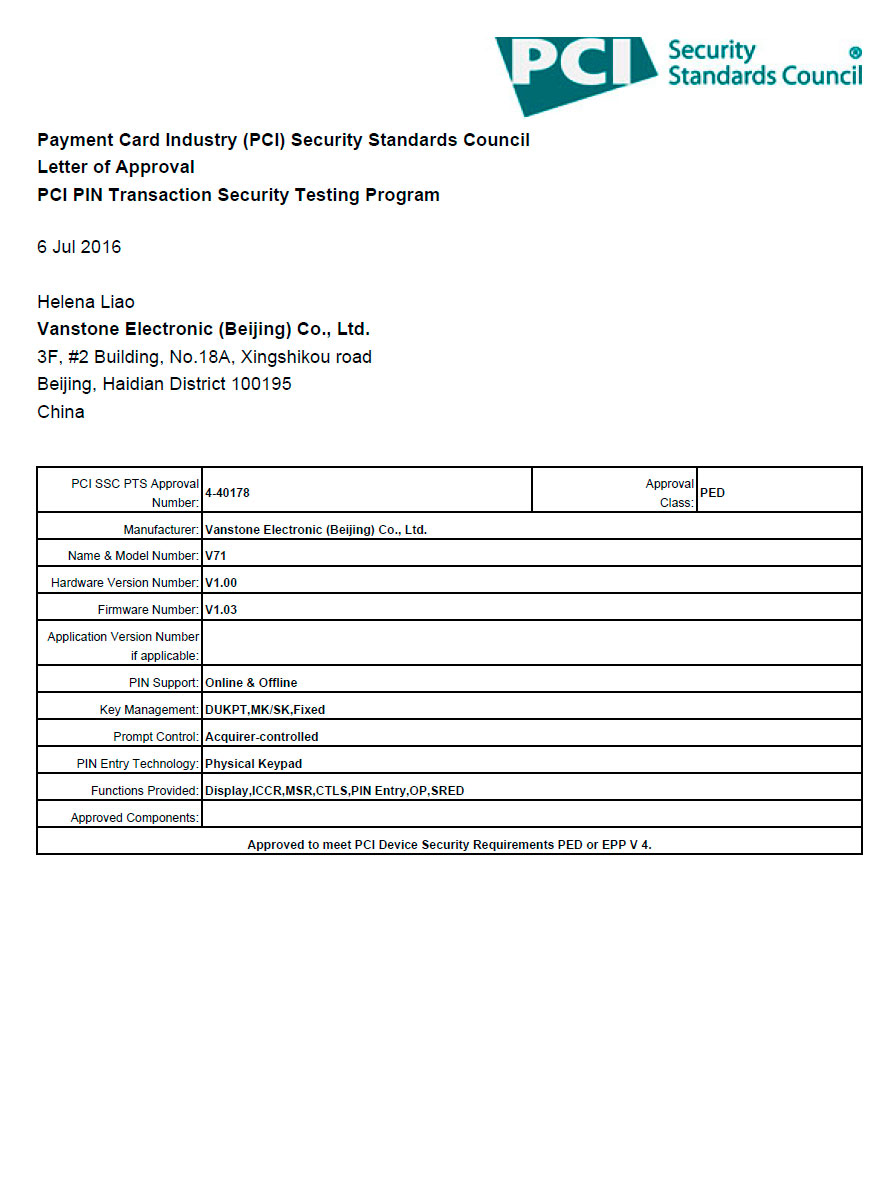 PCI Security ®
Standards Council
Payment Card Industry (PCI) Security Standards Council
Letter of Approval
PCI PIN Transaction Security Testing Program
6 Jul 2016
Helena Liao
Vanstone Electronic (Beijing) Co., Ltd.
3F, #2 Building, No.18A, Xingshikou road
Beijing, Haidian District 100195
China
PCI SSC PTS Approval
Number: 4-40178
Approval
Class: PED
Manufacturer: Vanstone Electronic (Beijing) Co., Ltd.
Name & Model Number: V71
Hardware Version Number: V1.00
Firmware Number: V1.03
Application Version Number
if applicable:
PIN Support: Online & Offline
Key Management: DUKPT,MK/SK,Fixed
Prompt Control: Acquirer-controlled
PIN Entry Technology: Physical Keypad
Functions Provided: Display,ICCR,MSR,CTLS,PIN Entry,OP,SRED
Approved Components:
Approved to meet PCI Device Security Requirements PED or EPP V 4.